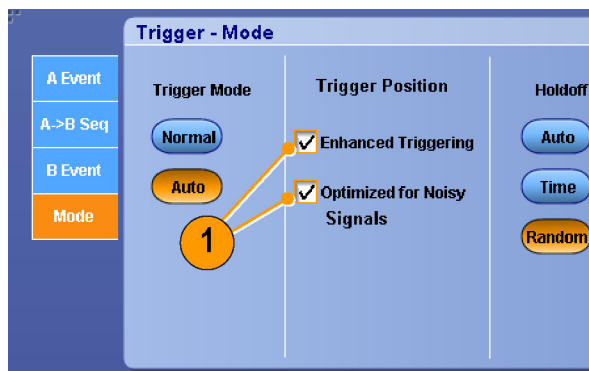 Trigger - Mode
A Event
A->B Seq
B Event
Mode
Trigger Mode
Normal
Auto
1
Trigger Position
Enhanced Triggering
Optimized for Noisy
Signals
Holdoff
Auto
Time
Random